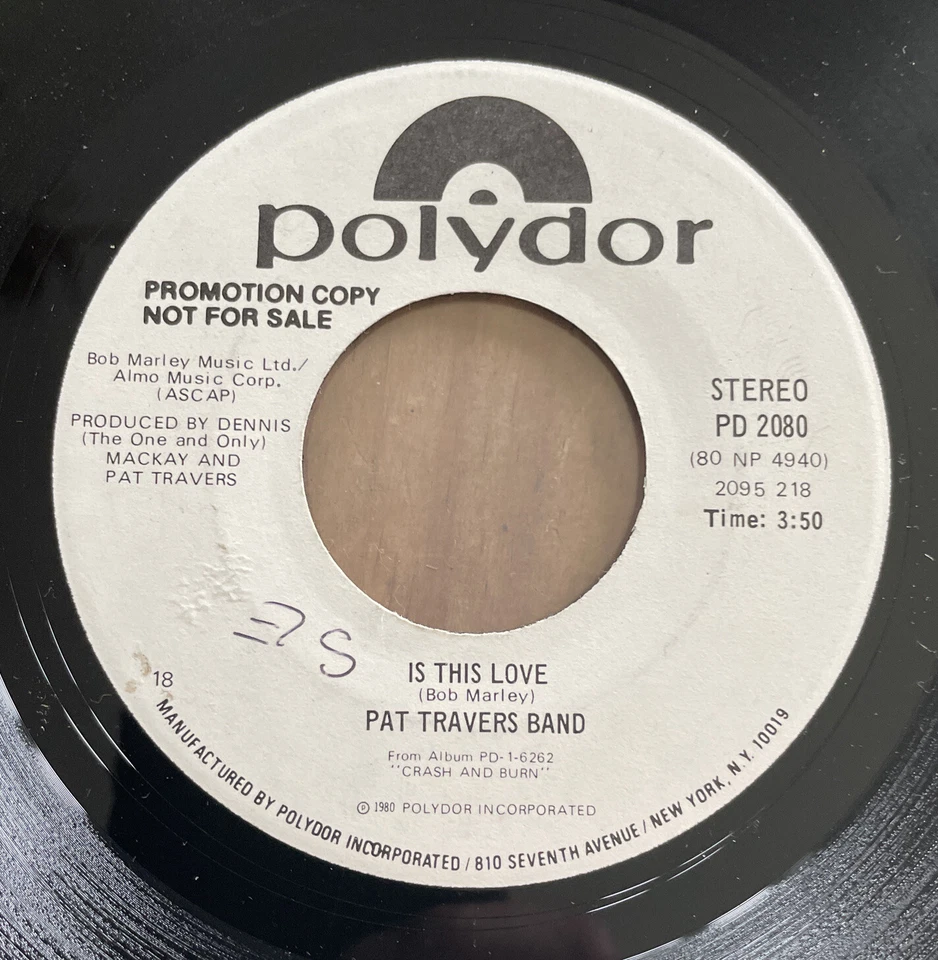 polydor
PROMOTION COPY
NOT FOR SALE
Bob Marley Music Ltd./
Almo Music Corp.
(ASCAP)
PRODUCED BY DENNIS
(The One and Only)
MACKAY AND
PAT TRAVERS
STEREO
PD 2080
(80 NP 4940)
2095 218
Time: 3:50
18
IS THIS LOVE
(Bob Marley)
PAT TRAVERS BAND
From Album PD-1-6262
"CRASH AND BURN"
℗ 1980 POLYDOR INCORPORATED
MANUFACTURED BY POLYDOR INCORPORATED / 810 SEVENTH AVENUE / NEW YORK, N.Y. 10019